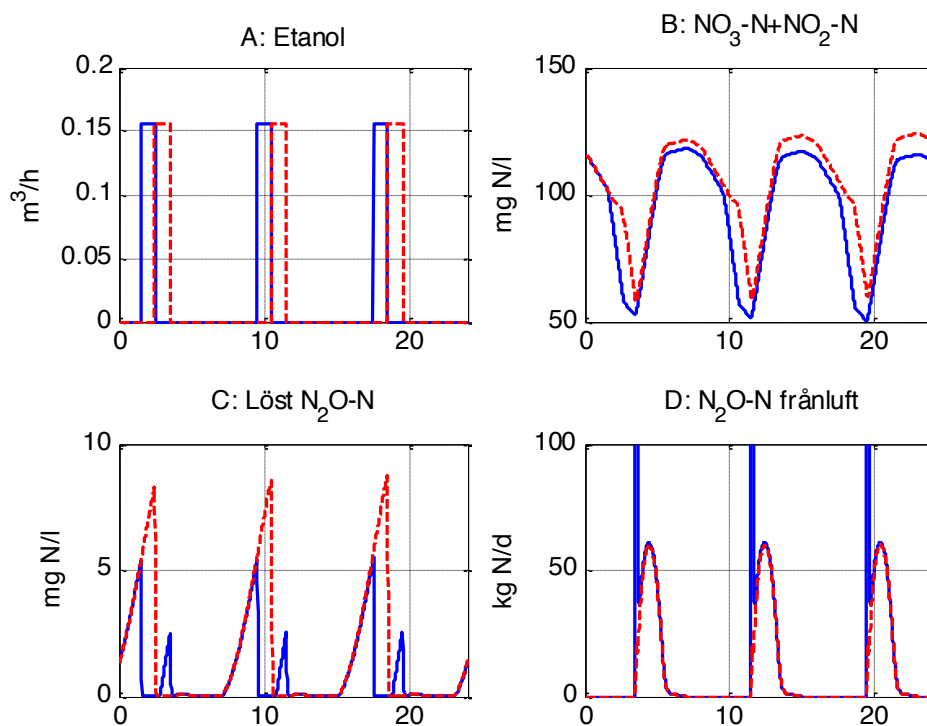 A: Etanol
0.2
0.15
0.1
0.05
0
m³/h
0 10 20
B: NO₃-N+NO₂-N
150
100
50
mg N/l
0 10 20
C: Löst N₂O-N
10
5
0
mg N/l
0 10 20
D: N₂O-N frånluft
100
50
0
kg N/d
0 10 20